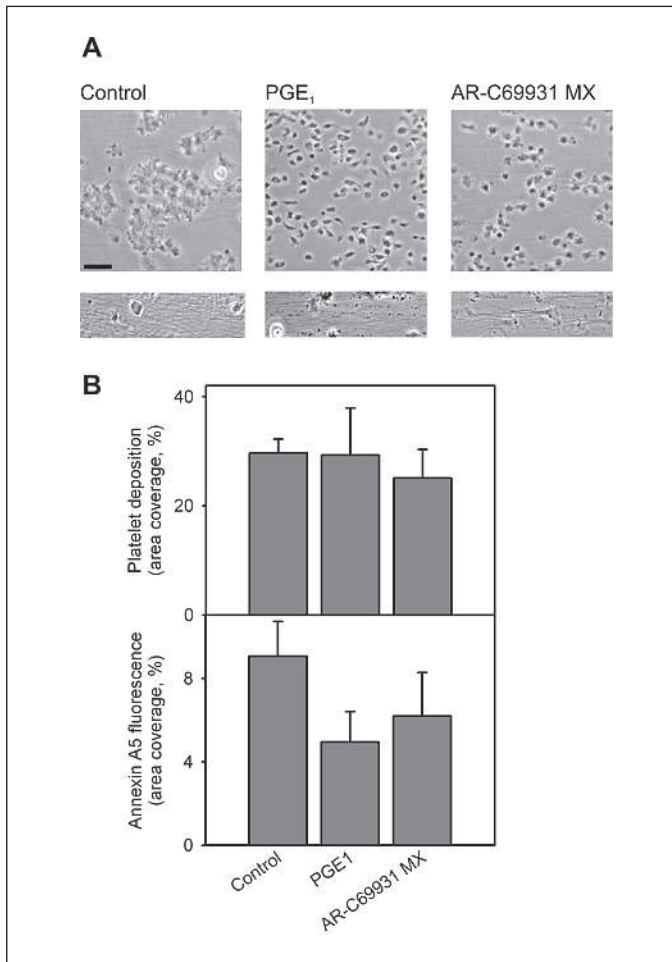 A
Control PGE₁ AR-C69931 MX
B
Platelet deposition
(area coverage, %)
40
20
0
Annexin A5 fluorescence
(area coverage, %)
8
4
0
Control PGE1 AR-C69931 MX